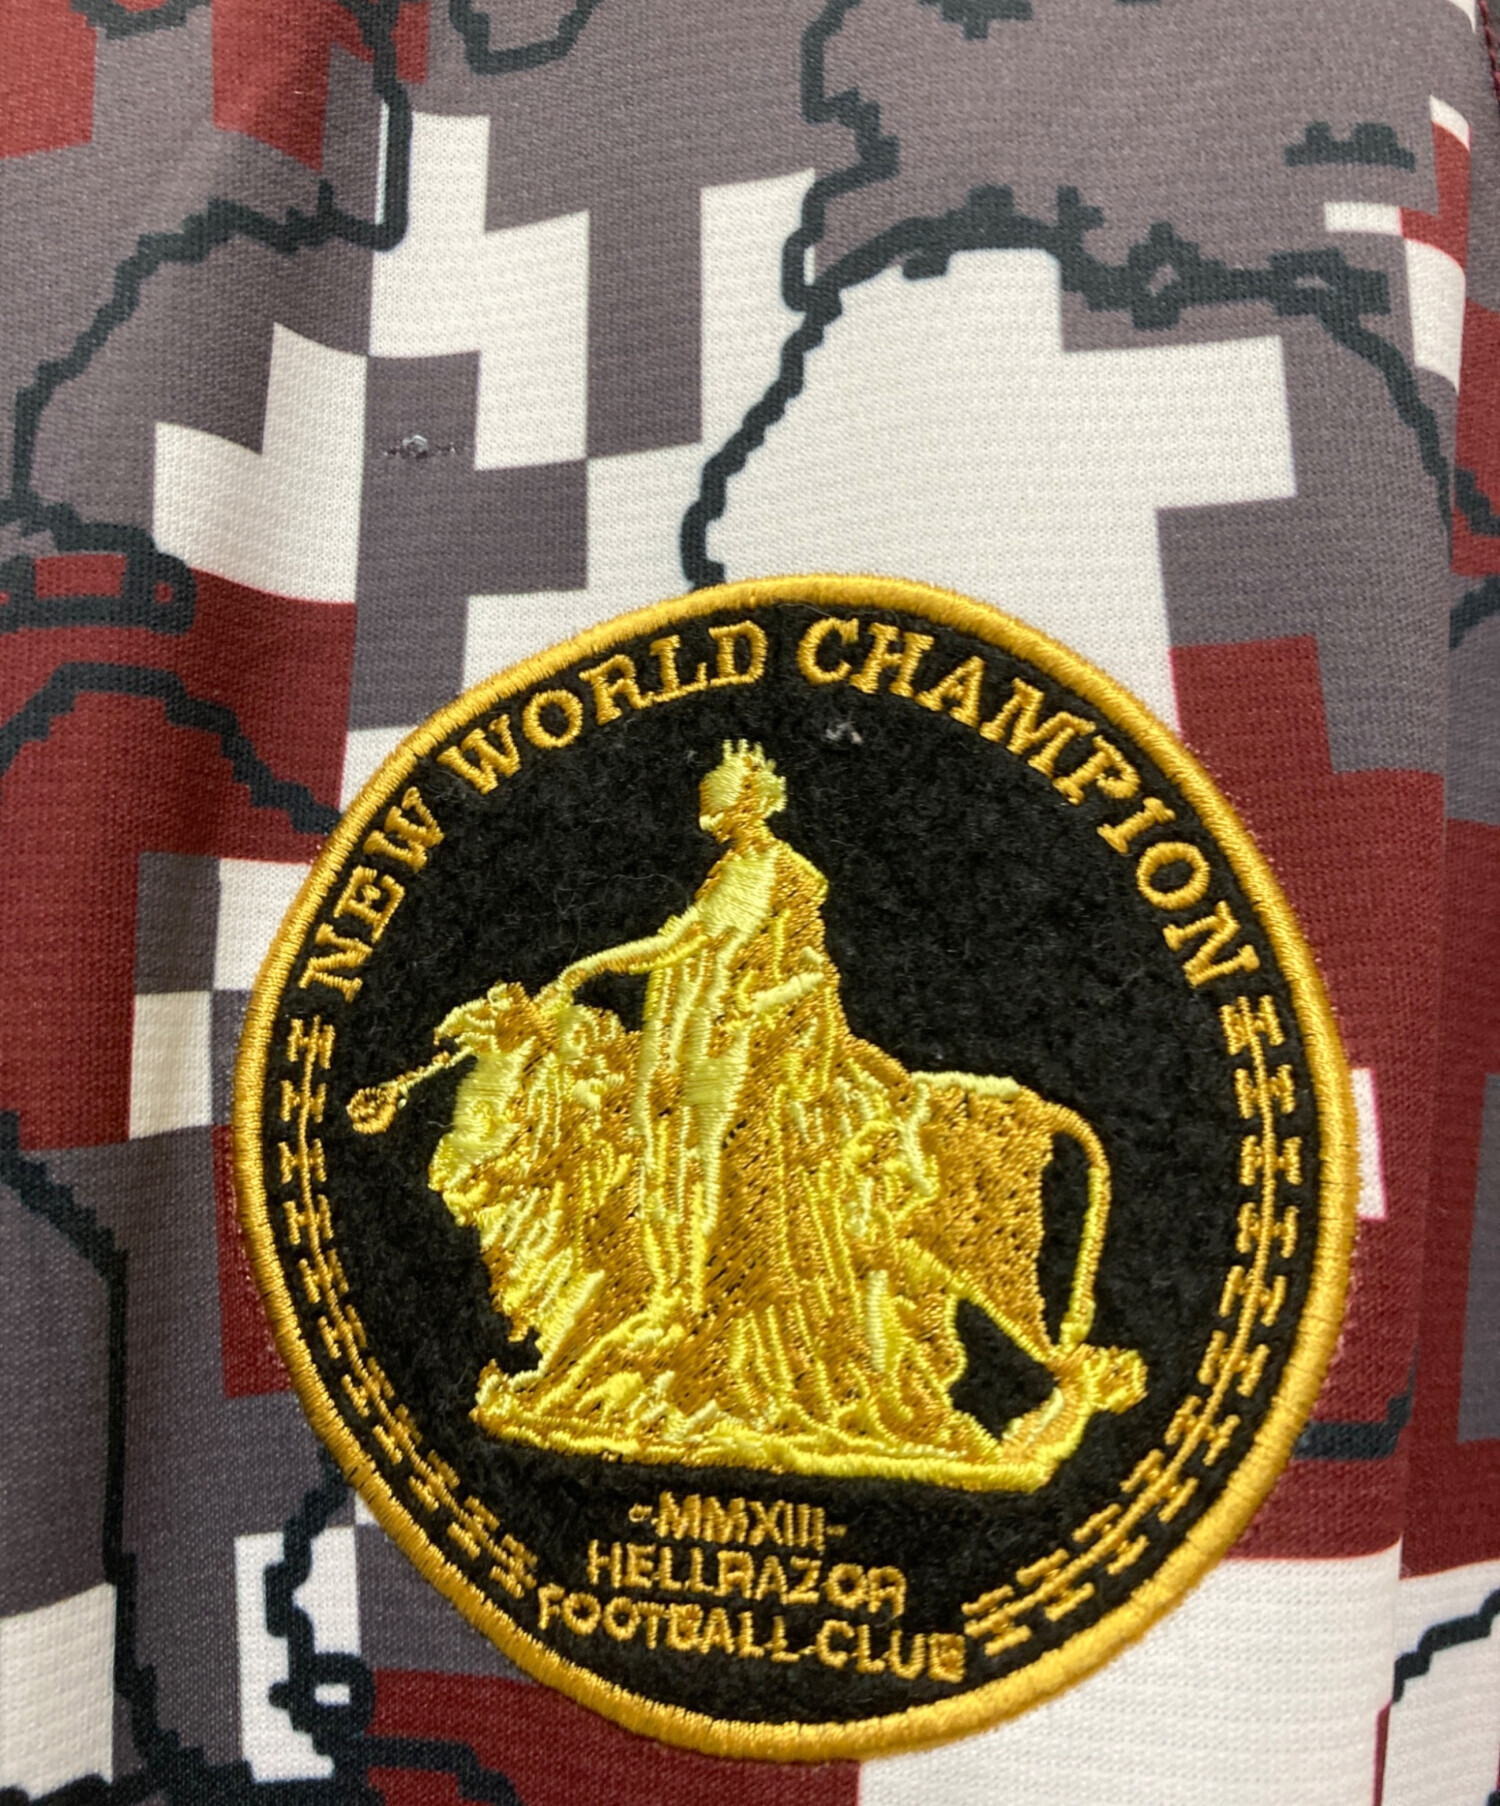 NEW WORLD CHAMPION
-MMXIII-
HELLRAZOR
FOOTBALL CLUB